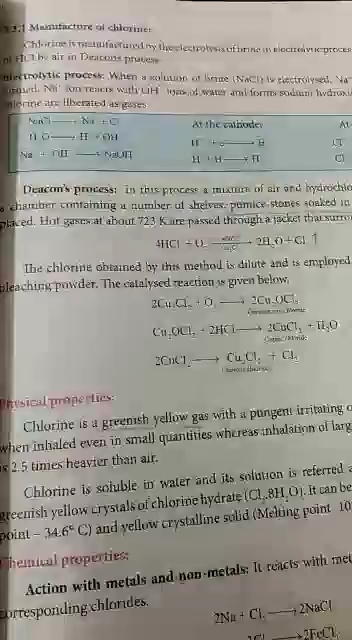 3.2.1 Manufacture of chlorine:
Chlorine is manufactured by the electrolysis of brine in electrolytic process
of HCl by air in Deacon's process
electrolytic process: When a solution of brine (NaCl) is electrolysed, Na⁺
formed. Na⁺ ion reacts with OH⁻ ions of water and forms sodium hydroxi
chlorine are liberated as gases
NaCl ⟶ Na⁺ + Cl⁻
At the cathode: At
H₂O ⟶ H⁺ + OH⁻
H⁺ + e⁻ ⟶ H Cl
Na⁺ + OH⁻ ⟶ NaOH
H + H ⟶ H₂ Cl
Deacon's process: In this process a mixture of air and hydrochlo
a chamber containing a number of shelves, pumice stones soaked in
placed. Hot gases at about 723 K are passed through a jacket that surro
4HCl + O₂ ⟶ 2H₂O + Cl₂ ↑
The chlorine obtained by this method is dilute and is employed
bleaching powder. The catalysed reaction is given below,
2Cu₂Cl₂ + O₂ ⟶ 2Cu₂OCl₂
Cu₂OCl₂ + 2HCl ⟶ 2CuCl₂ + H₂O
2CuCl₂ ⟶ Cu₂Cl₂ + Cl₂
Physical properties:
Chlorine is a greenish yellow gas with a pungent irritating o
when inhaled even in small quantities whereas inhalation of larg
is 2.5 times heavier than air.
Chlorine is soluble in water and its solution is referred a
greenish yellow crystals of chlorine hydrate (Cl₂.8H₂O). It can be
point – 34.6° C) and yellow crystalline solid (Melting point 10
Chemical properties:
Action with metals and non-metals: It reacts with met
corresponding chlorides.
2Na + Cl₂ ⟶ 2NaCl
⟶ 2FeCl